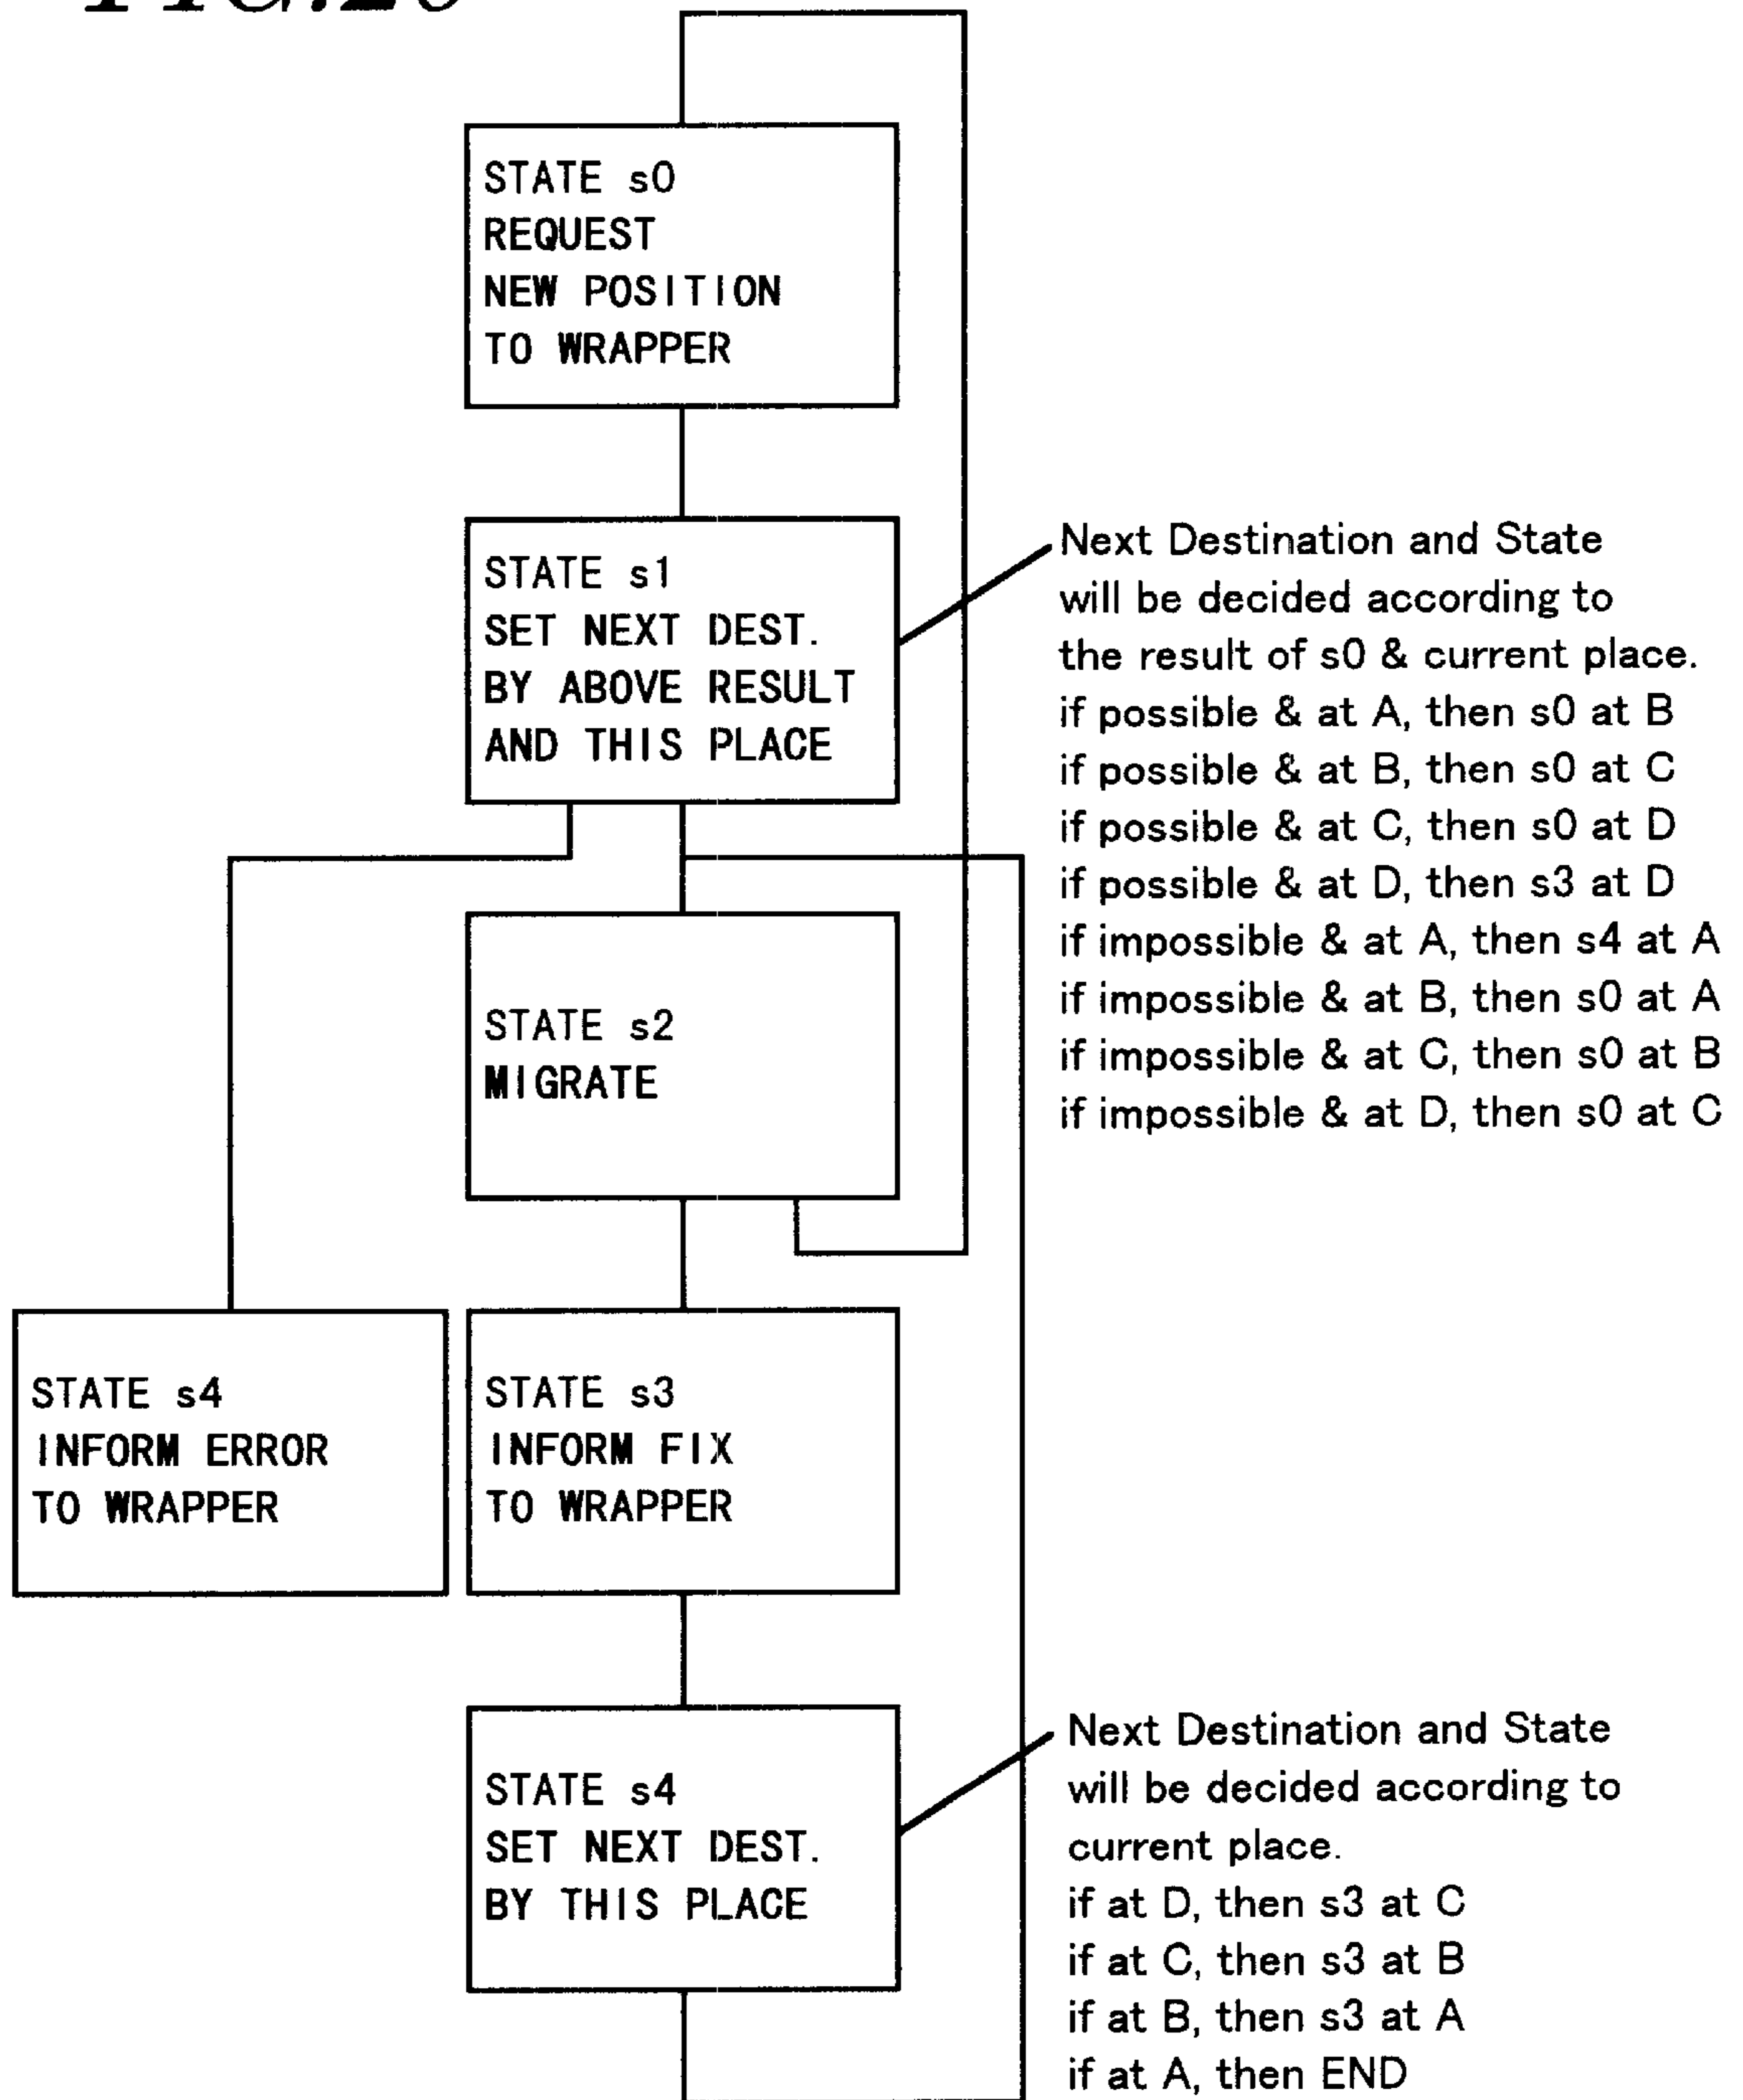 STATE s0
REQUEST
NEW POSITION
TO WRAPPER
STATE s1
SET NEXT DEST.
BY ABOVE RESULT
AND THIS PLACE
Next Destination and State
will be decided according to
the result of s0 & current place.
if possible & at A, then s0 at B
if possible & at B, then s0 at C
if possible & at C, then s0 at D
if possible & at D, then s3 at D
if impossible & at A, then s4 at A
if impossible & at B, then s0 at A
if impossible & at C, then s0 at B
if impossible & at D, then s0 at C
STATE s2
MIGRATE
STATE s4
INFORM ERROR
TO WRAPPER
STATE s3
INFORM FIX
TO WRAPPER
STATE s4
SET NEXT DEST.
BY THIS PLACE
Next Destination and State
will be decided according to
current place.
if at D, then s3 at C
if at C, then s3 at B
if at B, then s3 at A
if at A, then END